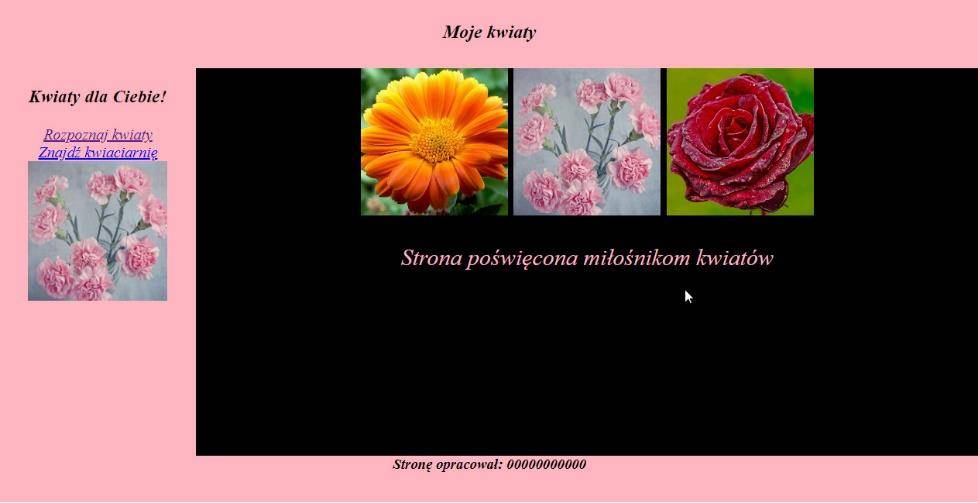 Moje kwiaty
Kwiaty dla Ciebie!
Rozpoznaj kwiaty
Znajdź kwiaciarnię
Strona poświęcona miłośnikom kwiatów
Stronę opracował: 00000000000